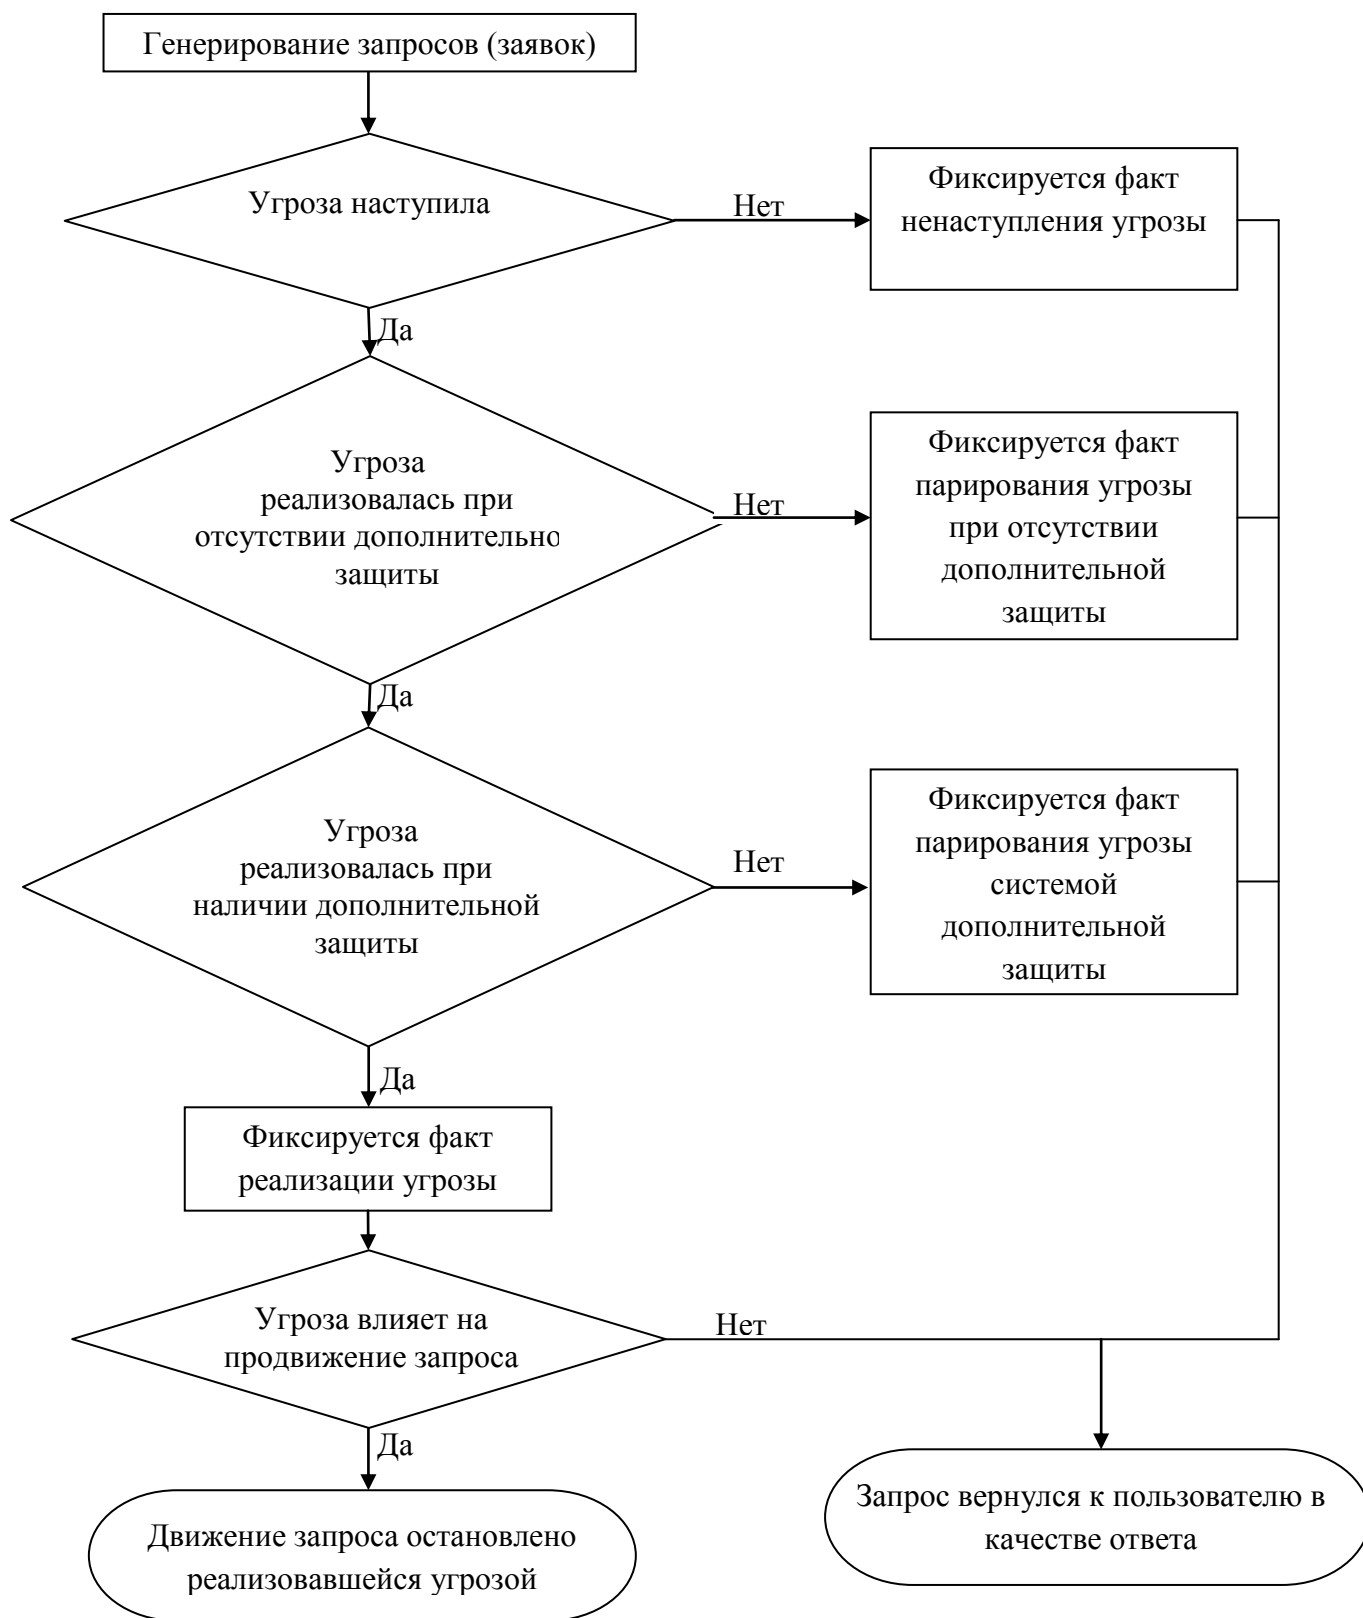 Генерирование запросов (заявок)
Угроза наступила
Нет
Фиксируется факт
ненаступления угрозы
Да
Угроза
реализовалась при
отсутствии дополнительно
защиты
Нет
Фиксируется факт
парирования угрозы
при отсутствии
дополнительной
защиты
Да
Угроза
реализовалась при
наличии дополнительной
защиты
Нет
Фиксируется факт
парирования угрозы
системой
дополнительной
защиты
Да
Фиксируется факт
реализации угрозы
Угроза влияет на
продвижение запроса
Нет
Да
Движение запроса остановлено
реализовавшейся угрозой
Запрос вернулся к пользователю в
качестве ответа